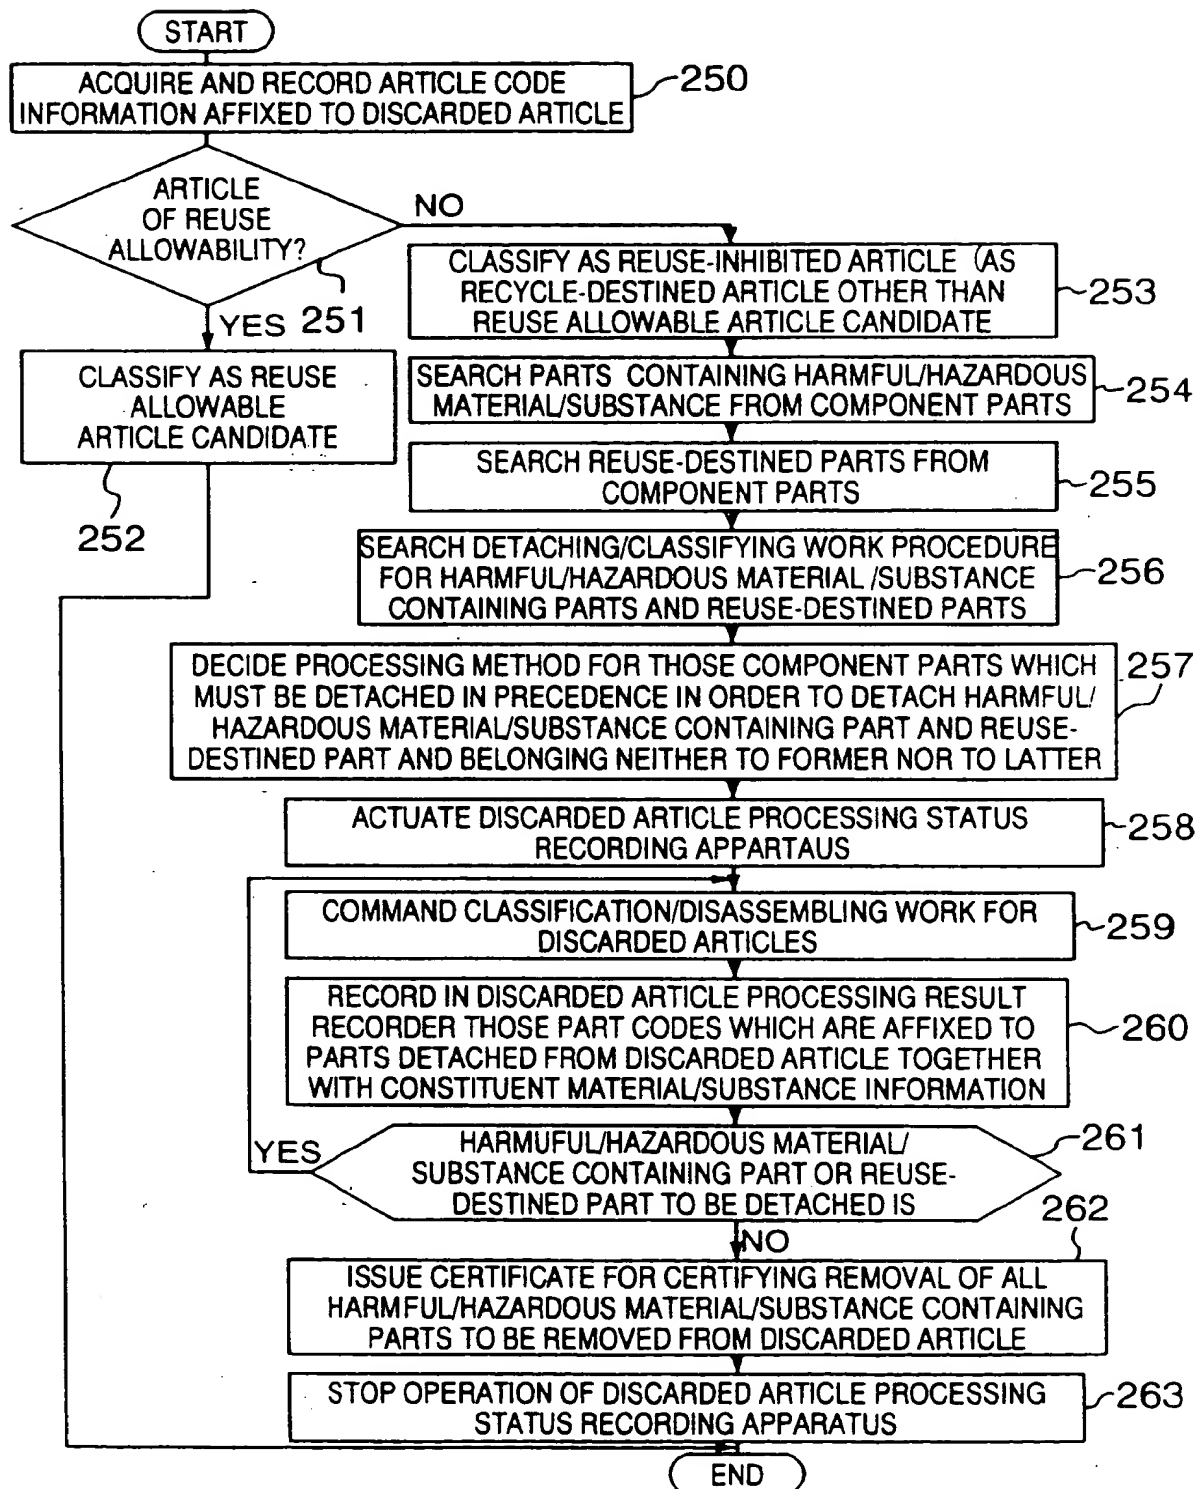 START
ACQUIRE AND RECORD ARTICLE CODE
INFORMATION AFFIXED TO DISCARDED ARTICLE
250
ARTICLE
OF REUSE
ALLOWABILITY?
NO
YES
251
CLASSIFY AS REUSE
ALLOWABLE
ARTICLE CANDIDATE
252
CLASSIFY AS REUSE-INHIBITED ARTICLE (AS
RECYCLE-DESTINED ARTICLE OTHER THAN
REUSE ALLOWABLE ARTICLE CANDIDATE
253
SEARCH PARTS CONTAINING HARMFUL/HAZARDOUS
MATERIAL/SUBSTANCE FROM COMPONENT PARTS
254
SEARCH REUSE-DESTINED PARTS FROM
COMPONENT PARTS
255
SEARCH DETACHING/CLASSIFYING WORK PROCEDURE
FOR HARMFUL/HAZARDOUS MATERIAL /SUBSTANCE
CONTAINING PARTS AND REUSE-DESTINED PARTS
256
DECIDE PROCESSING METHOD FOR THOSE COMPONENT PARTS WHICH
MUST BE DETACHED IN PRECEDENCE IN ORDER TO DETACH HARMFUL/
HAZARDOUS MATERIAL/SUBSTANCE CONTAINING PART AND REUSE-
DESTINED PART AND BELONGING NEITHER TO FORMER NOR TO LATTER
257
ACTUATE DISCARDED ARTICLE PROCESSING STATUS
RECORDING APPARTAUS
258
COMMAND CLASSIFICATION/DISASSEMBLING WORK FOR
DISCARDED ARTICLES
259
RECORD IN DISCARDED ARTICLE PROCESSING RESULT
RECORDER THOSE PART CODES WHICH ARE AFFIXED TO
PARTS DETACHED FROM DISCARDED ARTICLE TOGETHER
WITH CONSTITUENT MATERIAL/SUBSTANCE INFORMATION
260
YES
HARMUFUL/HAZARDOUS MATERIAL/
SUBSTANCE CONTAINING PART OR REUSE-
DESTINED PART TO BE DETACHED IS
261
NO
262
ISSUE CERTIFICATE FOR CERTIFYING REMOVAL OF ALL
HARMFUL/HAZARDOUS MATERIAL/SUBSTANCE CONTAINING
PARTS TO BE REMOVED FROM DISCARDED ARTICLE
STOP OPERATION OF DISCARDED ARTICLE PROCESSING
STATUS RECORDING APPARATUS
263
END